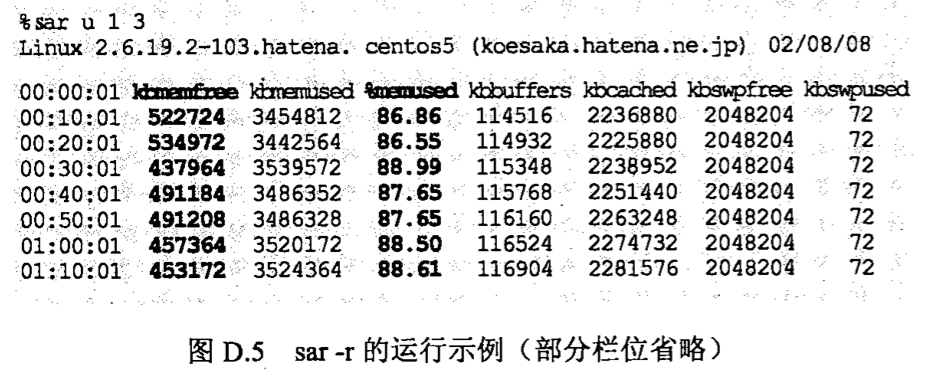 %sar u 1 3
Linux 2.6.19.2-103.hatena. centos5 (koesaka.hatena.ne.jp) 02/08/08
00:00:01 kbmemfree kbmemused %memused kbbuffers kbcached kbswpfree kbswpused
00:10:01 522724 3454812 86.86 114516 2236880 2048204 72
00:20:01 534972 3442564 86.55 114932 2225880 2048204 72
00:30:01 437964 3539572 88.99 115348 2238952 2048204 72
00:40:01 491184 3486352 87.65 115768 2251440 2048204 72
00:50:01 491208 3486328 87.65 116160 2263248 2048204 72
01:00:01 457364 3520172 88.50 116524 2274732 2048204 72
01:10:01 453172 3524364 88.61 116904 2281576 2048204 72
图 D.5 sar -r 的运行示例（部分栏位省略）